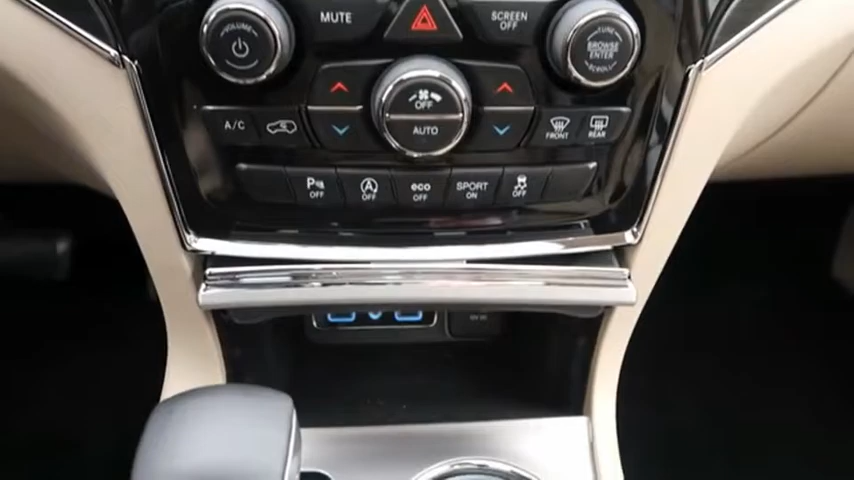 VOLUME
SCROLL
MUTE
SCREEN
OFF
TUNE
BROWSE
ENTER
SCROLL
OFF
AUTO
A/C
FRONT
REAR
P
OFF
A
OFF
eco
OFF
SPORT
ON
OFF